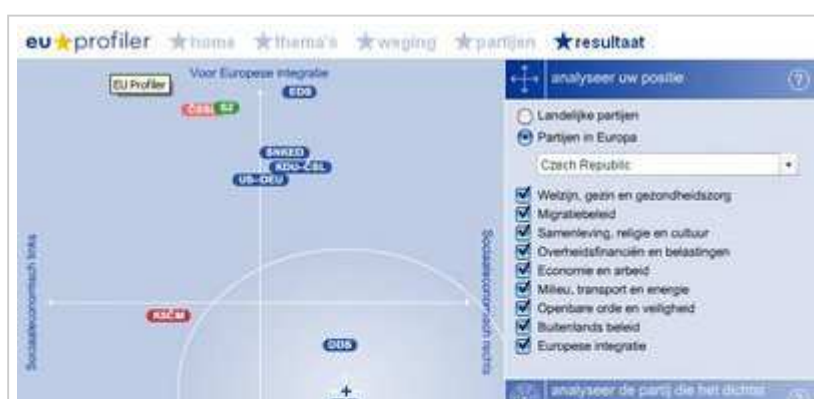 eu profiler home thema's weging partijen resultaat
EU Profiler
Voor Europese integratie
EDS
ČSSD SZ
SNKED
KDU-ČSL
US-DEU
Sociaaleconomisch links
Sociaaleconomisch rechts
KSČM
DDS
analyseer uw positie ?
Landelijke partijen
Partijen in Europa
Czech Republic
Welzijn, gezin en gezondheidszorg
Migratiebeleid
Samenleving, religie en cultuur
Overheidsfinanciën en belastingen
Economie en arbeid
Milieu, transport en energie
Openbare orde en veiligheid
Buitenlands beleid
Europese integratie
analyseer de partij die het dichtst